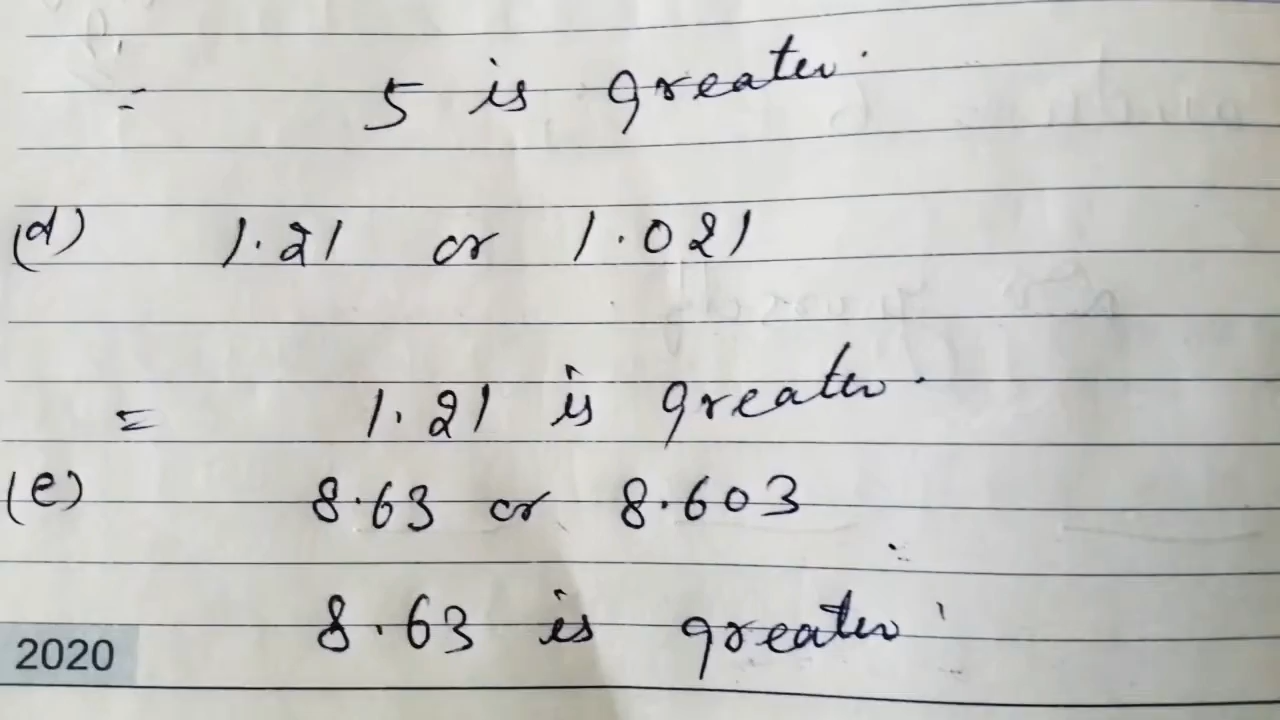 = 5 is greater.
(d) 1.21 or 1.021
= 1.21 is greater.
(e) 8.63 or 8.603
8.63 is greater
2020